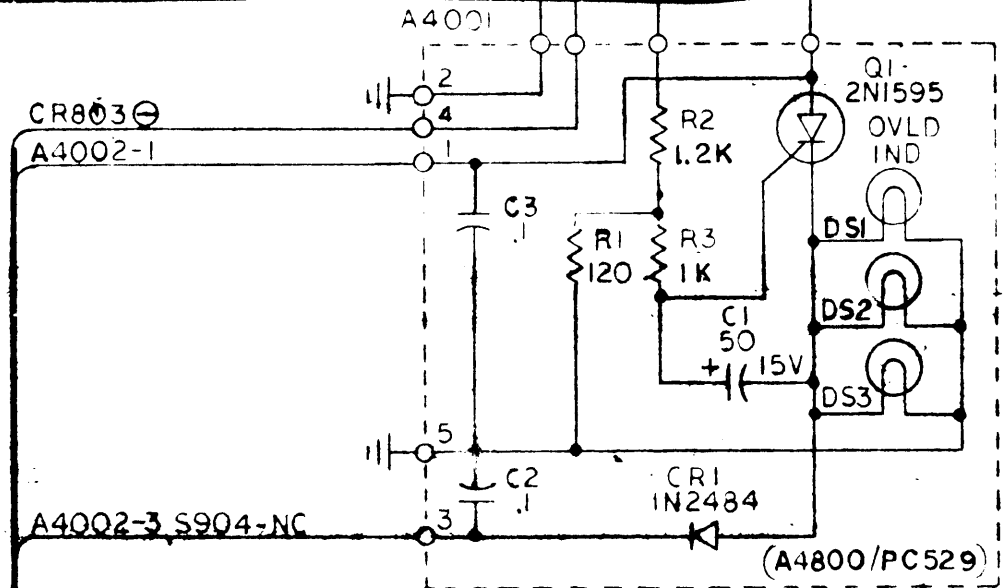 A4001
2
CR803 ⊖
4
A4002-1
1
Q1
2N1595
OVLD
IND
R2
1.2K
C3
.1
R1
120
R3
1K
DS1
C1
50
+ 15V
DS2
DS3
5
C2
.1
CR1
1N2484
A4002-3, S904-NC
3
(A4800/PC529)